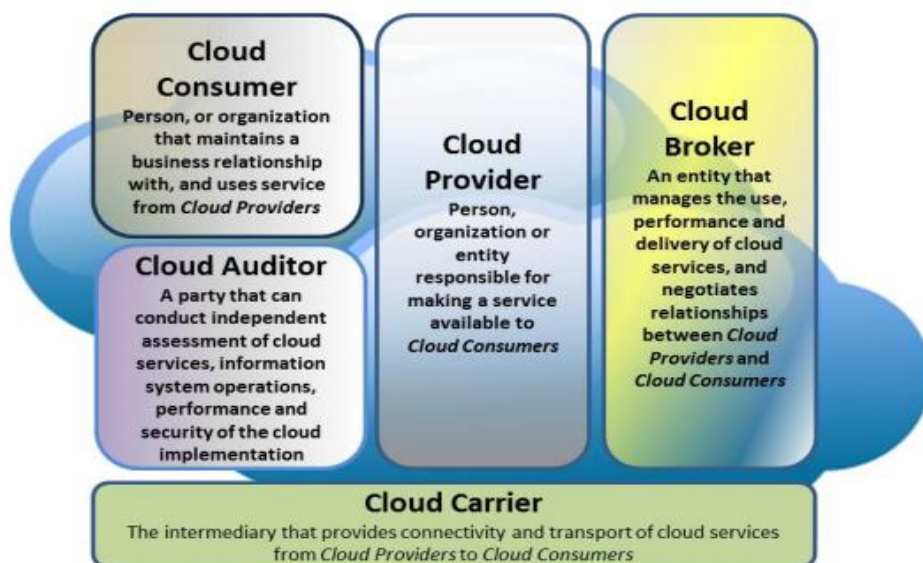 Cloud
Consumer
Person, or organization
that maintains a
business relationship
with, and uses service
from Cloud Providers
Cloud Auditor
A party that can
conduct independent
assessment of cloud
services, information
system operations,
performance and
security of the cloud
implementation
Cloud
Provider
Person,
organization or
entity
responsible for
making a service
available to
Cloud Consumers
Cloud
Broker
An entity that
manages the use,
performance and
delivery of cloud
services, and
negotiates
relationships
between Cloud
Providers and
Cloud Consumers
Cloud Carrier
The intermediary that provides connectivity and transport of cloud services
from Cloud Providers to Cloud Consumers